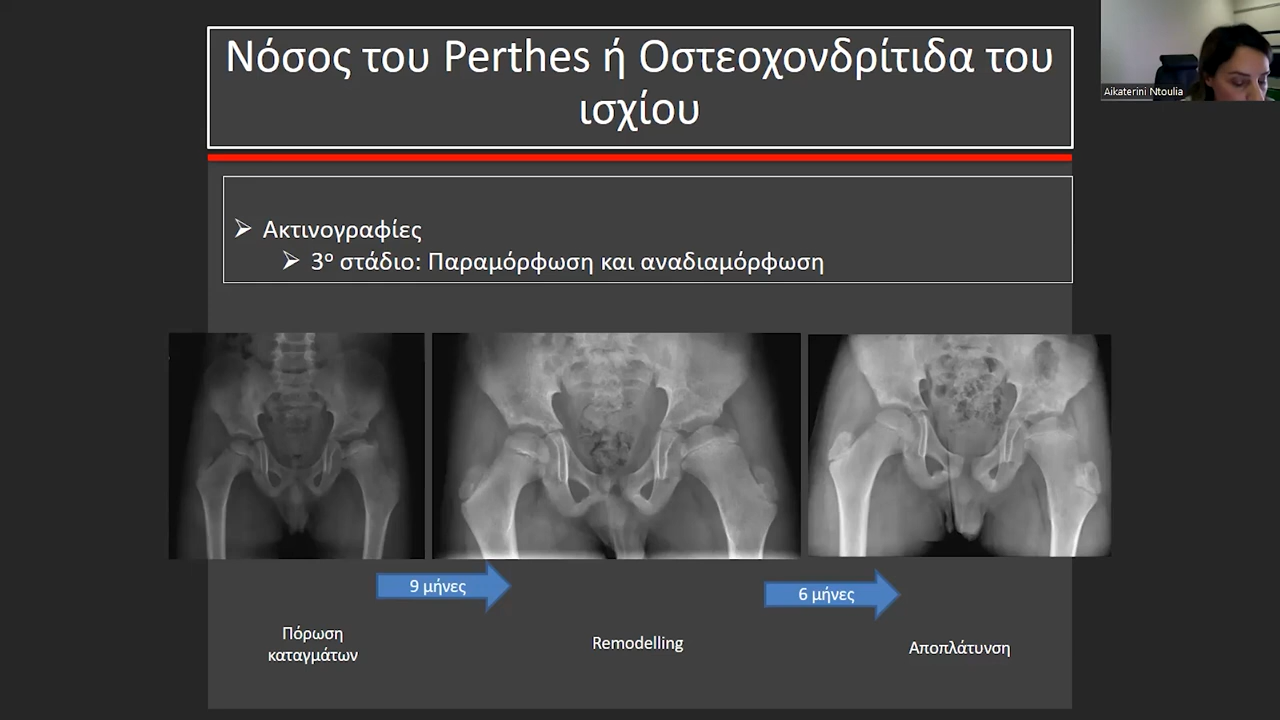 Νόσος του Perthes ή Οστεοχονδρίτιδα του
ισχίου
Aikaterini Ntoulia
Ακτινογραφίες
3ο στάδιο: Παραμόρφωση και αναδιαμόρφωση
9 μήνες
6 μήνες
Πόρωση
καταγμάτων
Remodelling
Αποπλάτυνση